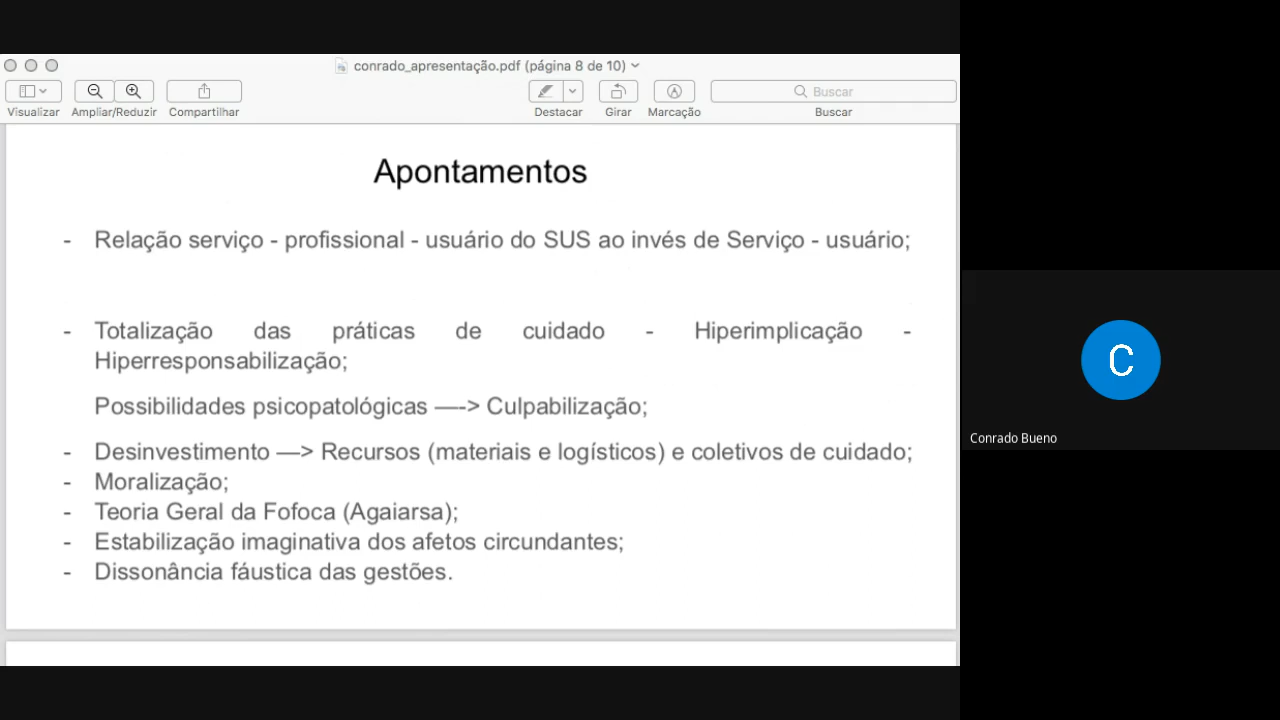 conrado_apresentação.pdf (página 8 de 10)
Buscar
Visualizar Ampliar/Reduzir Compartilhar Destacar Girar Marcação Buscar
Apontamentos
- Relação serviço - profissional - usuário do SUS ao invés de Serviço - usuário;
- Totalização das práticas de cuidado - Hiperimplicação -
Hiperresponsabilização;
Possibilidades psicopatológicas —-> Culpabilização;
- Desinvestimento —> Recursos (materiais e logísticos) e coletivos de cuidado;
- Moralização;
- Teoria Geral da Fofoca (Agaiarsa);
- Estabilização imaginativa dos afetos circundantes;
- Dissonância fáustica das gestões.
C
Conrado Bueno